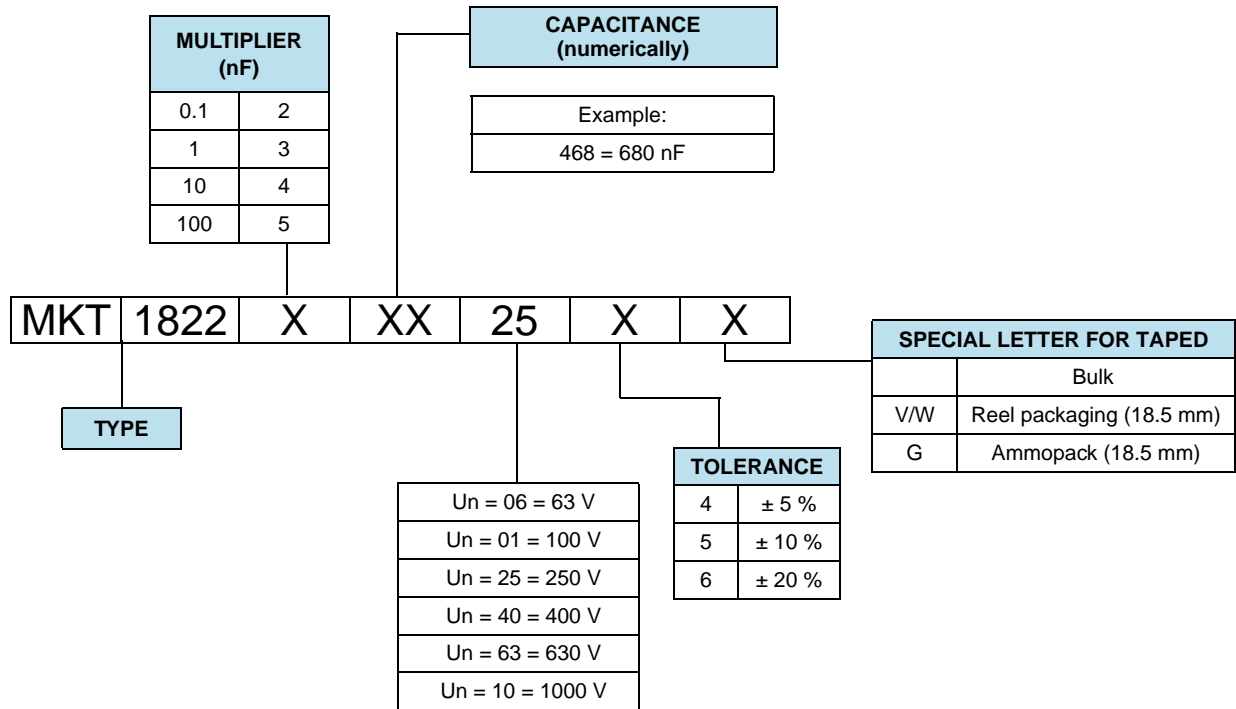 MULTIPLIER
(nF)
0.1 2
1 3
10 4
100 5
CAPACITANCE
(numerically)
Example:
468 = 680 nF
MKT 1822 X XX 25 X X
TYPE
Un = 06 = 63 V
Un = 01 = 100 V
Un = 25 = 250 V
Un = 40 = 400 V
Un = 63 = 630 V
Un = 10 = 1000 V
TOLERANCE
4 ± 5 %
5 ± 10 %
6 ± 20 %
SPECIAL LETTER FOR TAPED
Bulk
V/W Reel packaging (18.5 mm)
G Ammopack (18.5 mm)